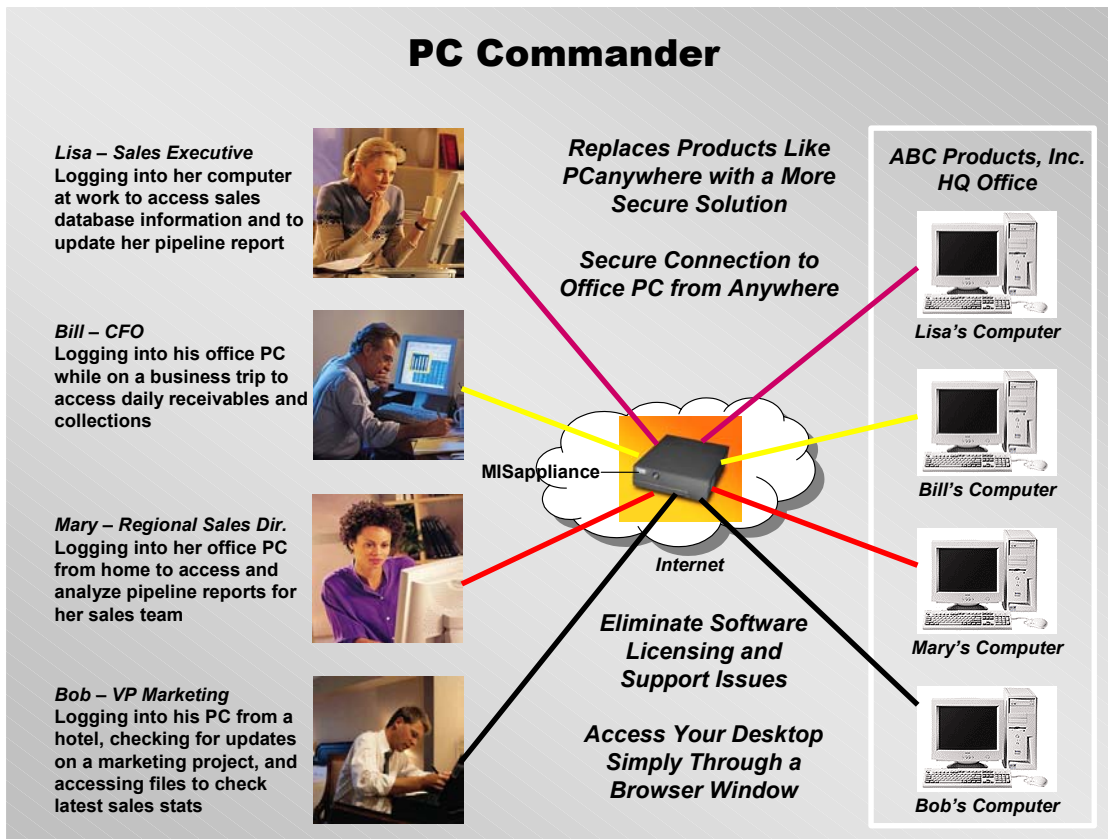 PC Commander
Lisa – Sales Executive
Logging into her computer
at work to access sales
database information and to
update her pipeline report
Bill – CFO
Logging into his office PC
while on a business trip to
access daily receivables and
collections
Mary – Regional Sales Dir.
Logging into her office PC
from home to access and
analyze pipeline reports for
her sales team
Bob – VP Marketing
Logging into his PC from a
hotel, checking for updates
on a marketing project, and
accessing files to check
latest sales stats
Replaces Products Like
PCanywhere with a More
Secure Solution
Secure Connection to
Office PC from Anywhere
MISappliance
Internet
Eliminate Software
Licensing and
Support Issues
Access Your Desktop
Simply Through a
Browser Window
ABC Products, Inc.
HQ Office
Lisa's Computer
Bill's Computer
Mary's Computer
Bob's Computer